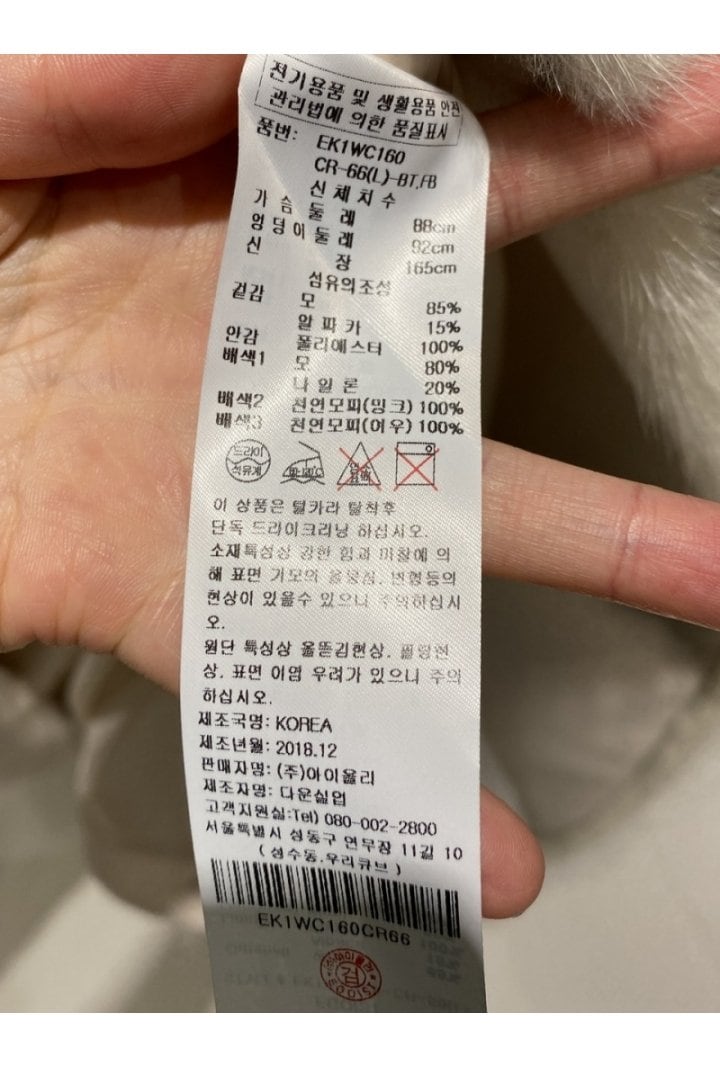 전기용품 및 생활용품 안전
관리법에 의한 품질표시
품번: EK1WC160
CR-66(L)-BT,FB
신체치수
가슴둘레 88cm
엉덩이둘레 92cm
신장 165cm
섬유의조성
겉감 모 85%
알파카 15%
안감 폴리에스터 100%
배색1 모 80%
나일론 20%
배색2 천연모피(밍크) 100%
배색3 천연모피(여우) 100%
드라이
석유계
이 상품은 털카라 탈착후
단독 드라이크리닝 하십시오.
소재특성상 강한 힘과 마찰에 의
해 표면 기모의 올뭉침, 변형등의
현상이 있을수 있으니 주의하십시
오.
원단 특성상 올뜯김현상, 필링현
상, 표면 이염 우려가 있으니 주의
하십시오.
제조국명: KOREA
제조년월: 2018.12
판매자명: (주)아이올리
제조자명: 다운실업
고객지원실:Tel) 080-002-2800
서울특별시 성동구 연무장 11길 10
(성수동,우리큐브)
EK1WC160CR66
검
EGOIST